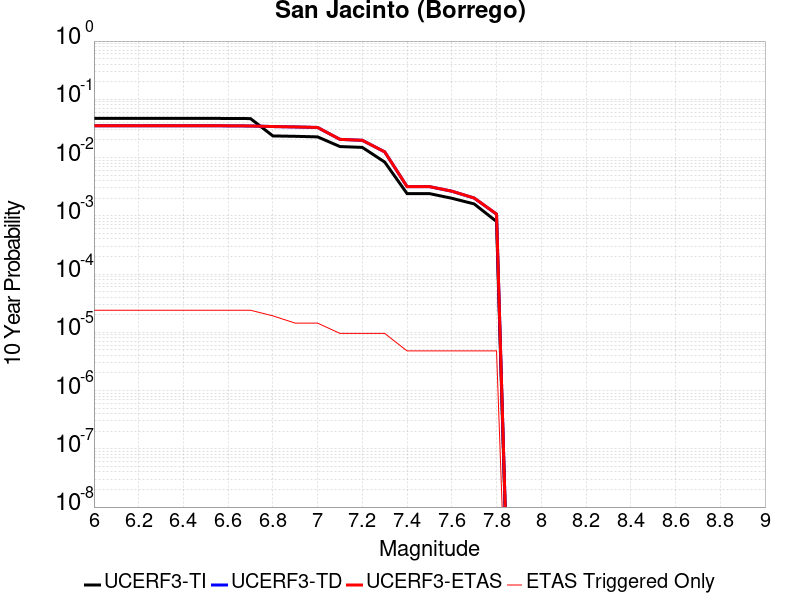 San Jacinto (Borrego)
10 0
10 -1
10 -2
10 -3
10 -4
10 -5
10 -6
10 -7
10 -8
10 Year Probability
6 6.2 6.4 6.6 6.8 7 7.2 7.4 7.6 7.8 8 8.2 8.4 8.6 8.8 9
Magnitude
UCERF3-TI UCERF3-TD UCERF3-ETAS ETAS Triggered Only